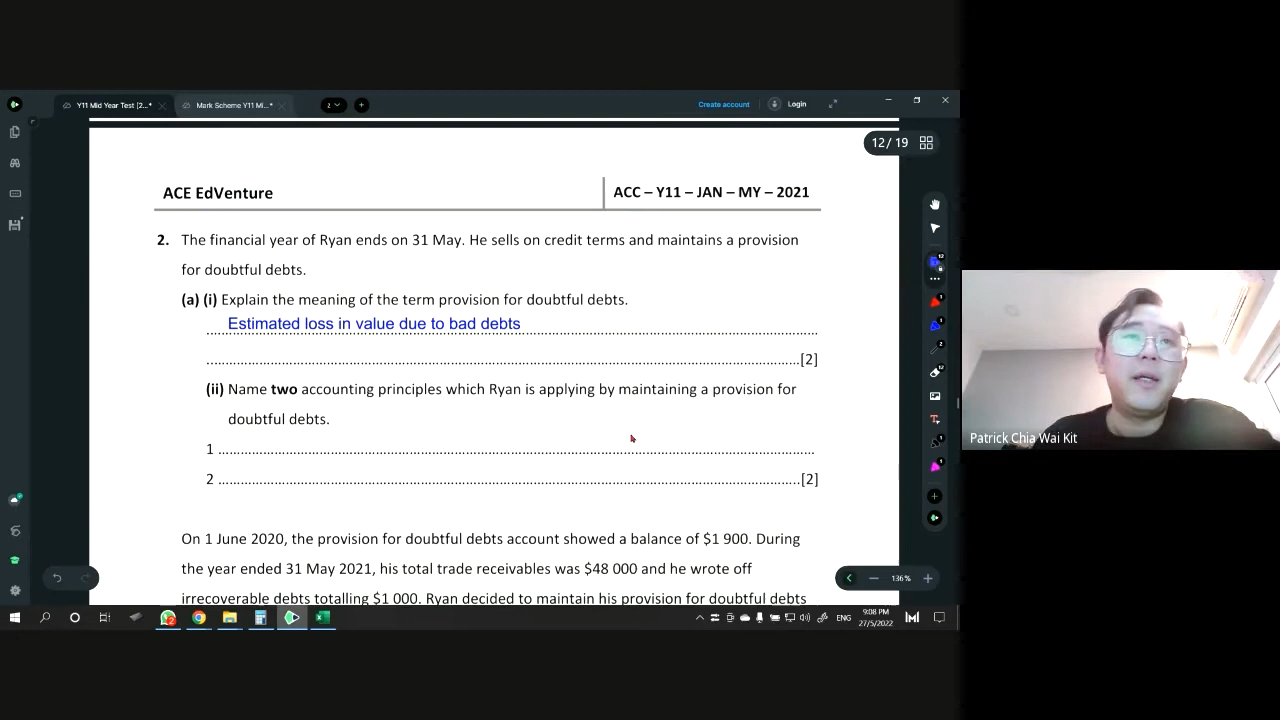 Y11 Mid Year Test [2...*
Mark Scheme Y11 Mi...*
2
Create account
Login
12/ 19
ACE EdVenture
ACC – Y11 – JAN – MY – 2021
2. The financial year of Ryan ends on 31 May. He sells on credit terms and maintains a provision
for doubtful debts.
(a) (i) Explain the meaning of the term provision for doubtful debts.
Estimated loss in value due to bad debts
[2]
(ii) Name two accounting principles which Ryan is applying by maintaining a provision for
doubtful debts.
1
2 [2]
On 1 June 2020, the provision for doubtful debts account showed a balance of $1 900. During
the year ended 31 May 2021, his total trade receivables was $48 000 and he wrote off
irrecoverable debts totalling $1 000. Ryan decided to maintain his provision for doubtful debts
136%
Patrick Chia Wai Kit
ENG
9:08 PM
27/5/2022